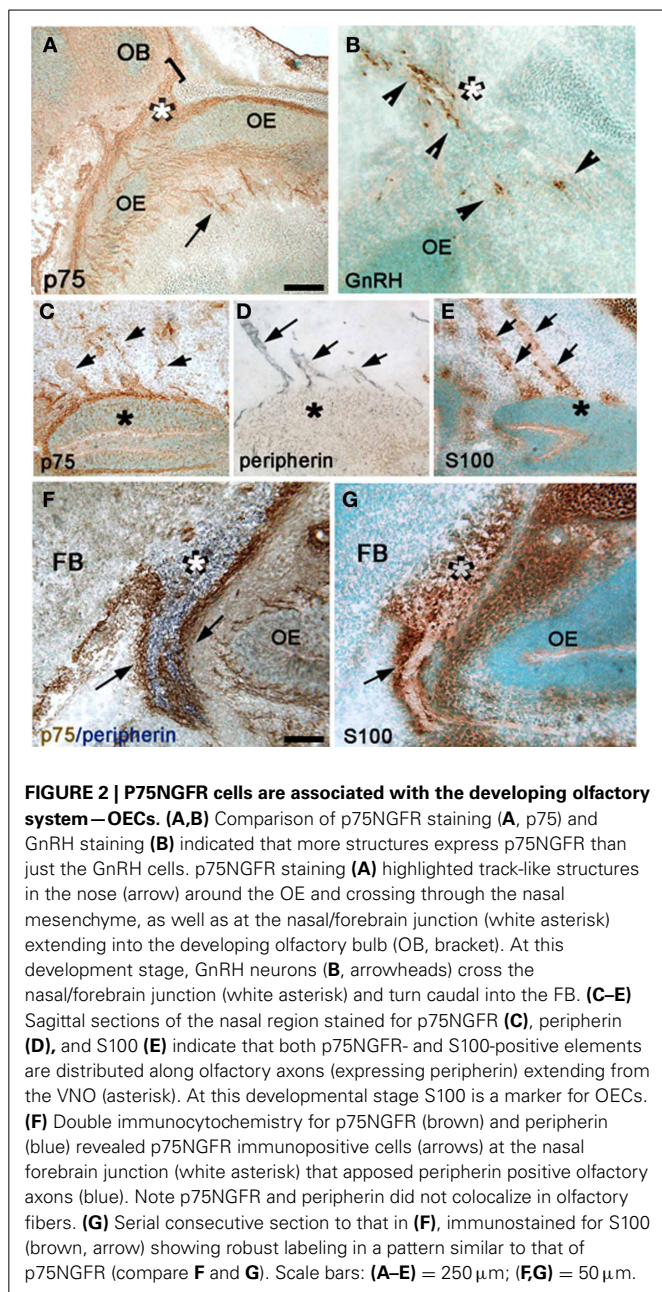 A
OB
OE
OE
p75
B
OE
GnRH
C
p75
D
peripherin
E
S100
F
FB
OE
p75/peripherin
G
FB
OE
S100
FIGURE 2 | P75NGFR cells are associated with the developing olfactory
system—OECs. (A,B) Comparison of p75NGFR staining (A, p75) and
GnRH staining (B) indicated that more structures express p75NGFR than
just the GnRH cells. p75NGFR staining (A) highlighted track-like structures
in the nose (arrow) around the OE and crossing through the nasal
mesenchyme, as well as at the nasal/forebrain junction (white asterisk)
extending into the developing olfactory bulb (OB, bracket). At this
development stage, GnRH neurons (B, arrowheads) cross the
nasal/forebrain junction (white asterisk) and turn caudal into the FB. (C–E)
Sagittal sections of the nasal region stained for p75NGFR (C), peripherin
(D), and S100 (E) indicate that both p75NGFR- and S100-positive elements
are distributed along olfactory axons (expressing peripherin) extending from
the VNO (asterisk). At this developmental stage S100 is a marker for OECs.
(F) Double immunocytochemistry for p75NGFR (brown) and peripherin
(blue) revealed p75NGFR immunopositive cells (arrows) at the nasal
forebrain junction (white asterisk) that apposed peripherin positive olfactory
axons (blue). Note p75NGFR and peripherin did not colocalize in olfactory
fibers. (G) Serial consecutive section to that in (F), immunostained for S100
(brown, arrow) showing robust labeling in a pattern similar to that of
p75NGFR (compare F and G). Scale bars: (A–E) = 250 μm; (F,G) = 50 μm.